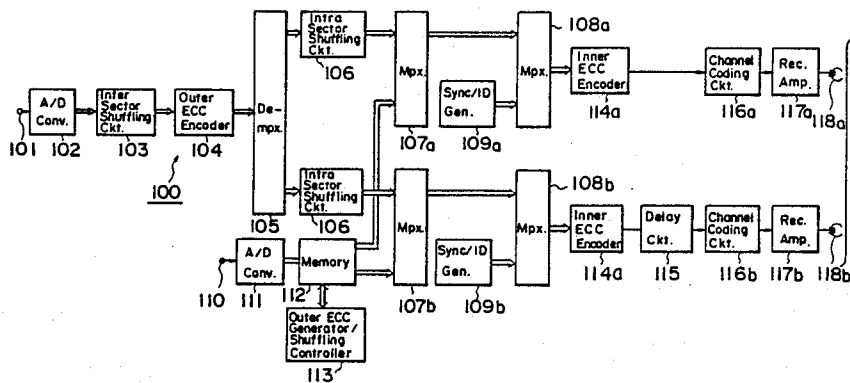 Intra
Sector
Shuffling
Ckt.
106
107a
108a
Mpx.
Mpx.
Inner
ECC
Encoder
114a
Channel
Coding
Ckt.
116a
Rec.
Amp.
117a
118a
Sync/ID
Gen.
109a
107a
A/D
Conv.
101
102
Inter
Sector
Shuffling
Ckt.
103
Outer
ECC
Encoder
104
De-
mpx.
105
100
Intra
Sector
Shuffling
Ckt.
106
Mpx.
107b
108b
Mpx.
Inner
ECC
Encoder
114a
Delay
Ckt.
115
Channel
Coding
Ckt.
116b
Rec.
Amp.
117b
118b
Sync/ID
Gen.
109b
110
A/D
Conv.
111
Memory
112
Outer ECC
Generator/
Shuffling
Controller
113